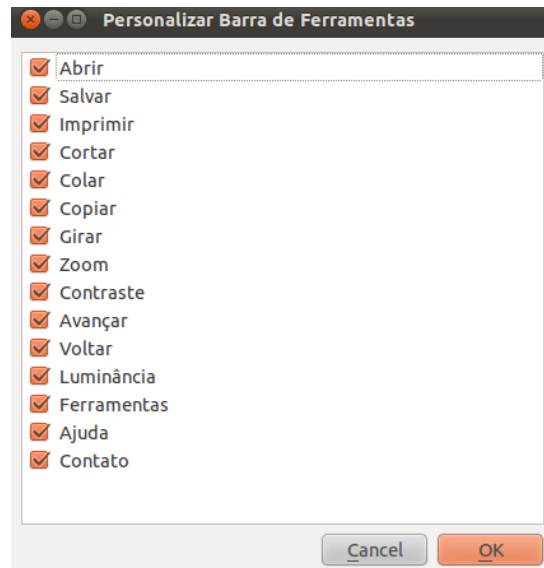 Personalizar Barra de Ferramentas
Abrir
Salvar
Imprimir
Cortar
Colar
Copiar
Girar
Zoom
Contraste
Avançar
Voltar
Luminância
Ferramentas
Ajuda
Contato
Cancel OK